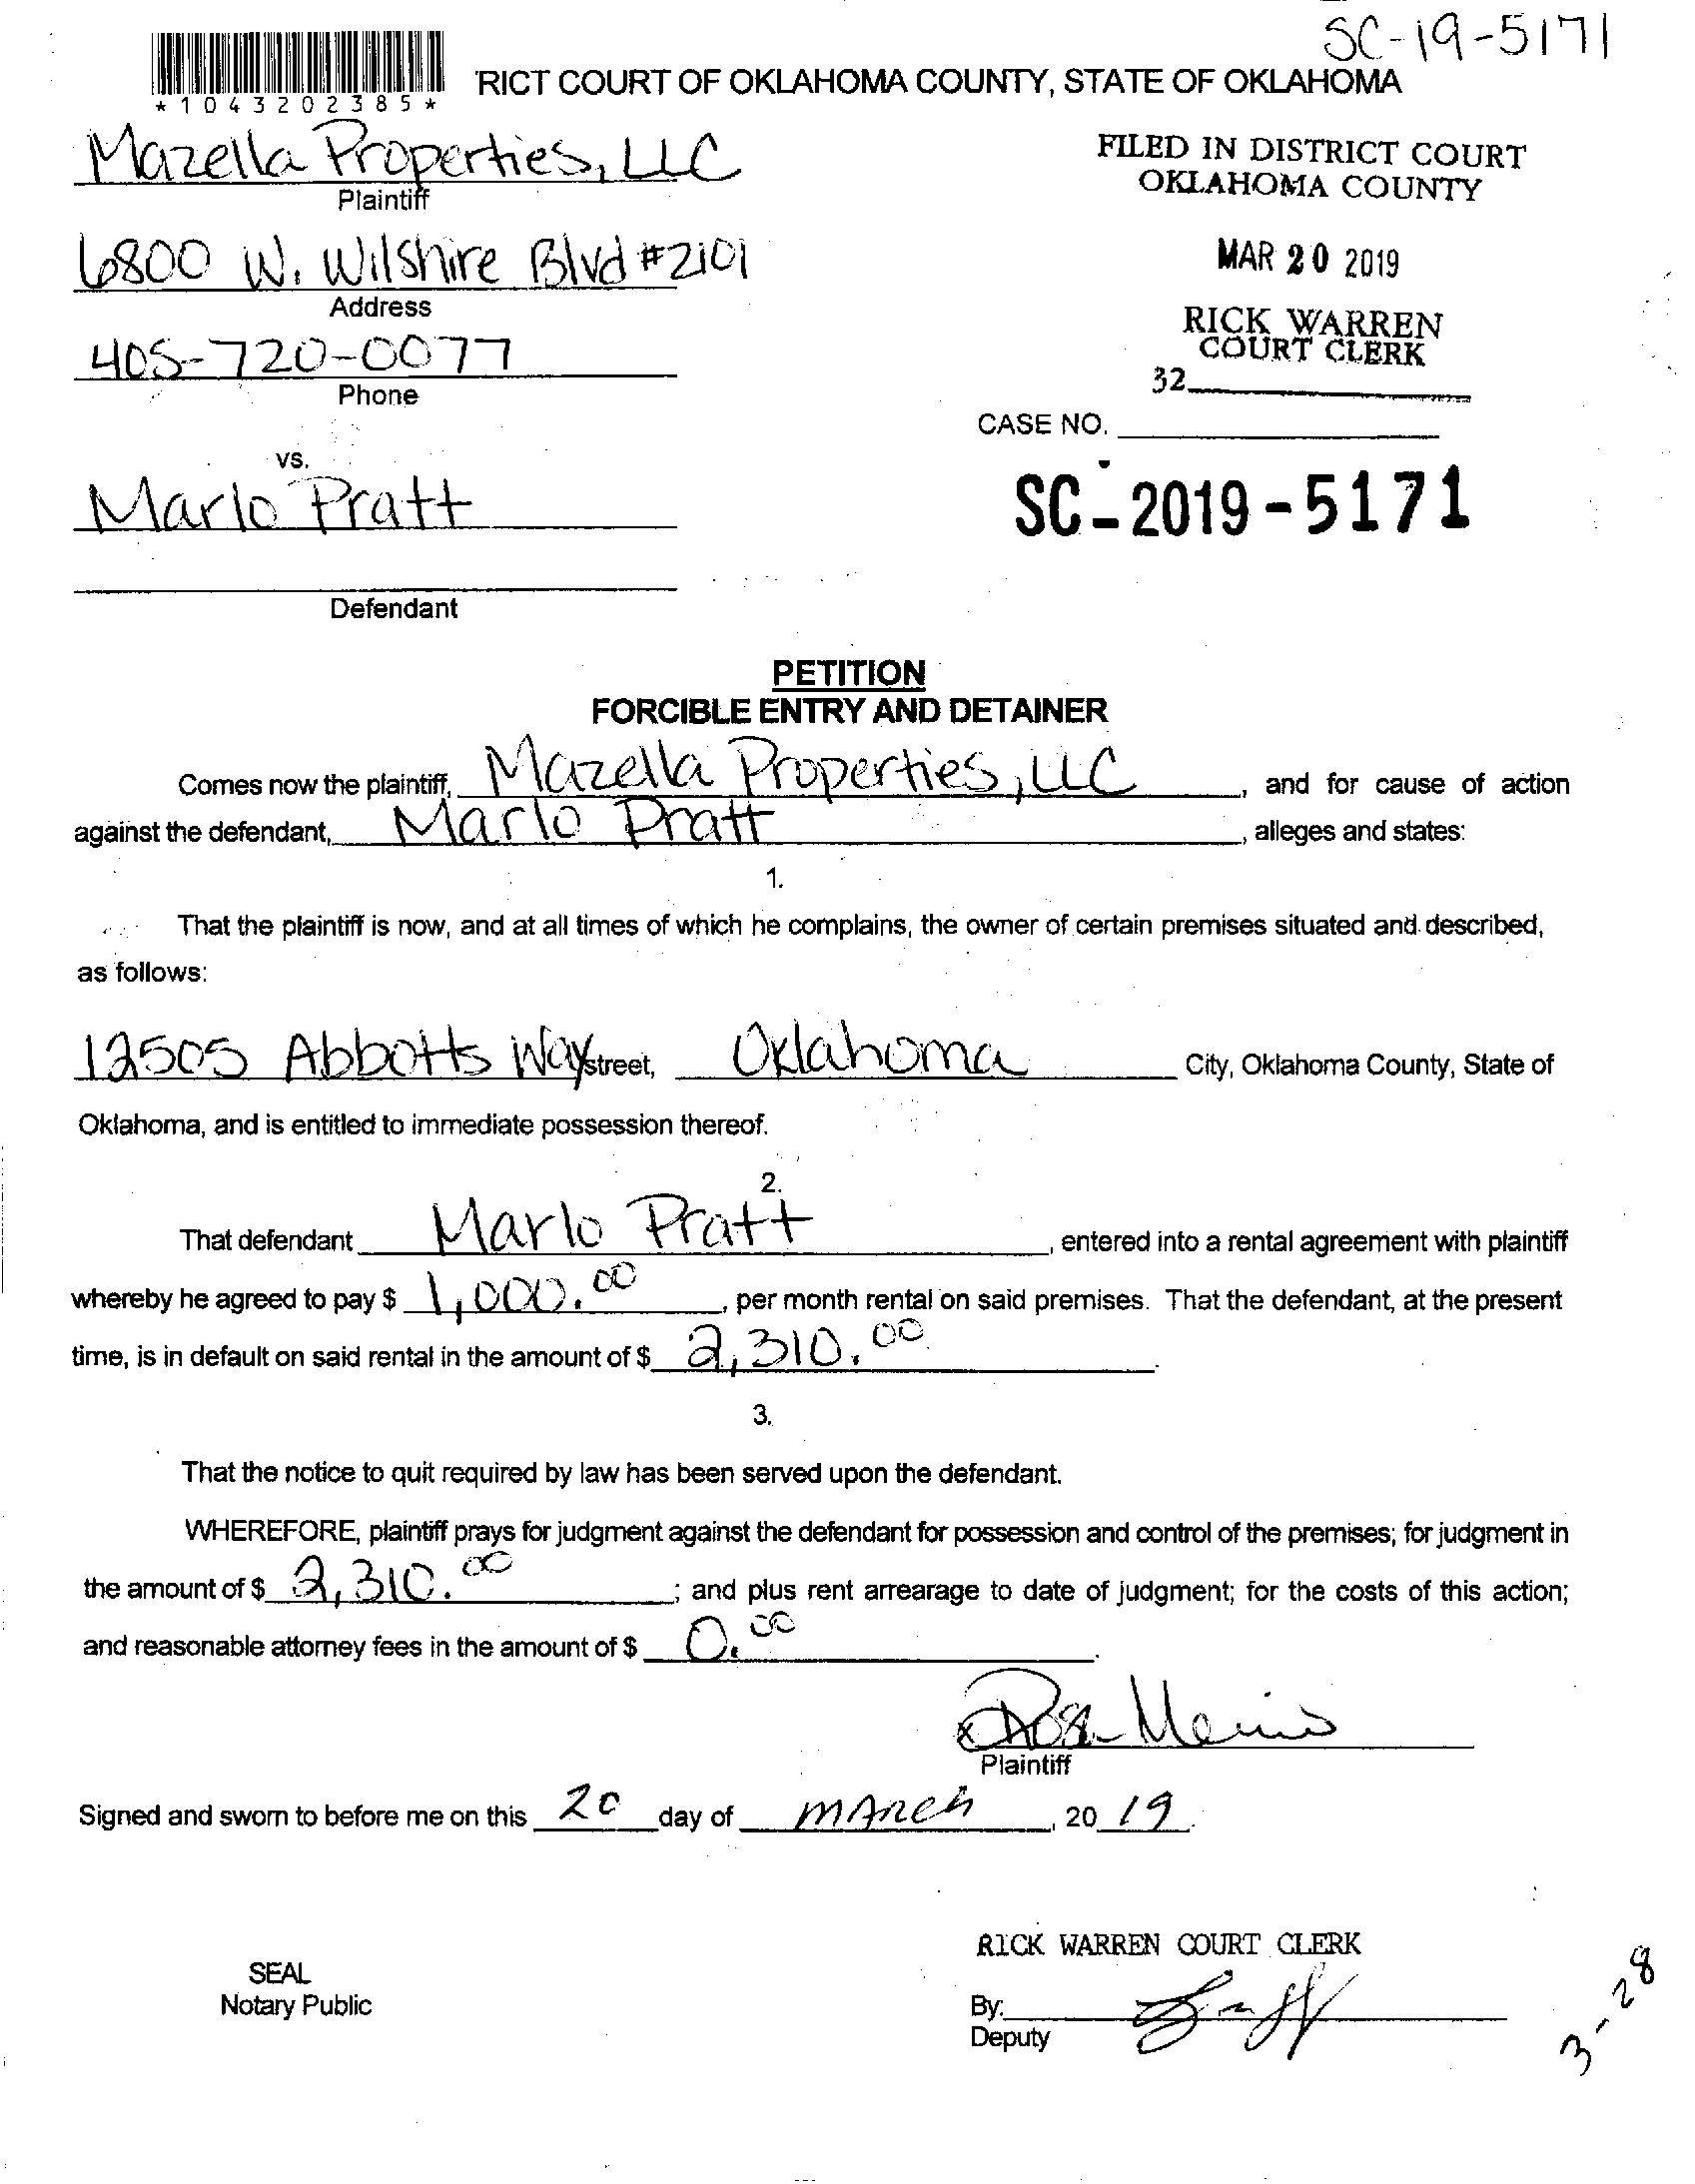 SC-19-5171
*1043202385*
RICT COURT OF OKLAHOMA COUNTY, STATE OF OKLAHOMA
Mazella Properties, LLC
Plaintiff
FILED IN DISTRICT COURT
OKLAHOMA COUNTY
6800 W. Wilshire Blvd #2101
Address
MAR 20 2019
405-720-0077
Phone
RICK WARREN
COURT CLERK
32
CASE NO.
vs.
Marlo Pratt
SC-2019-5171
Defendant
PETITION
FORCIBLE ENTRY AND DETAINER
Comes now the plaintiff, Mazella Properties, LLC, and for cause of action
against the defendant, Marlo Pratt, alleges and states:
1.
That the plaintiff is now, and at all times of which he complains, the owner of certain premises situated and described,
as follows:
12505 Abbotts Way street, Oklahoma City, Oklahoma County, State of
Oklahoma, and is entitled to immediate possession thereof.
2.
That defendant Marlo Pratt, entered into a rental agreement with plaintiff
whereby he agreed to pay $ 1,000.00, per month rental on said premises. That the defendant, at the present
time, is in default on said rental in the amount of $ 2,310.00.
3.
That the notice to quit required by law has been served upon the defendant.
WHEREFORE, plaintiff prays for judgment against the defendant for possession and control of the premises; for judgment in
the amount of $ 2,310.00; and plus rent arrearage to date of judgment; for the costs of this action;
and reasonable attorney fees in the amount of $ 0.00.
x
Plaintiff
Signed and sworn to before me on this 20 day of March, 20 19.
RICK WARREN COURT CLERK
SEAL
Notary Public
By:
Deputy
3-28